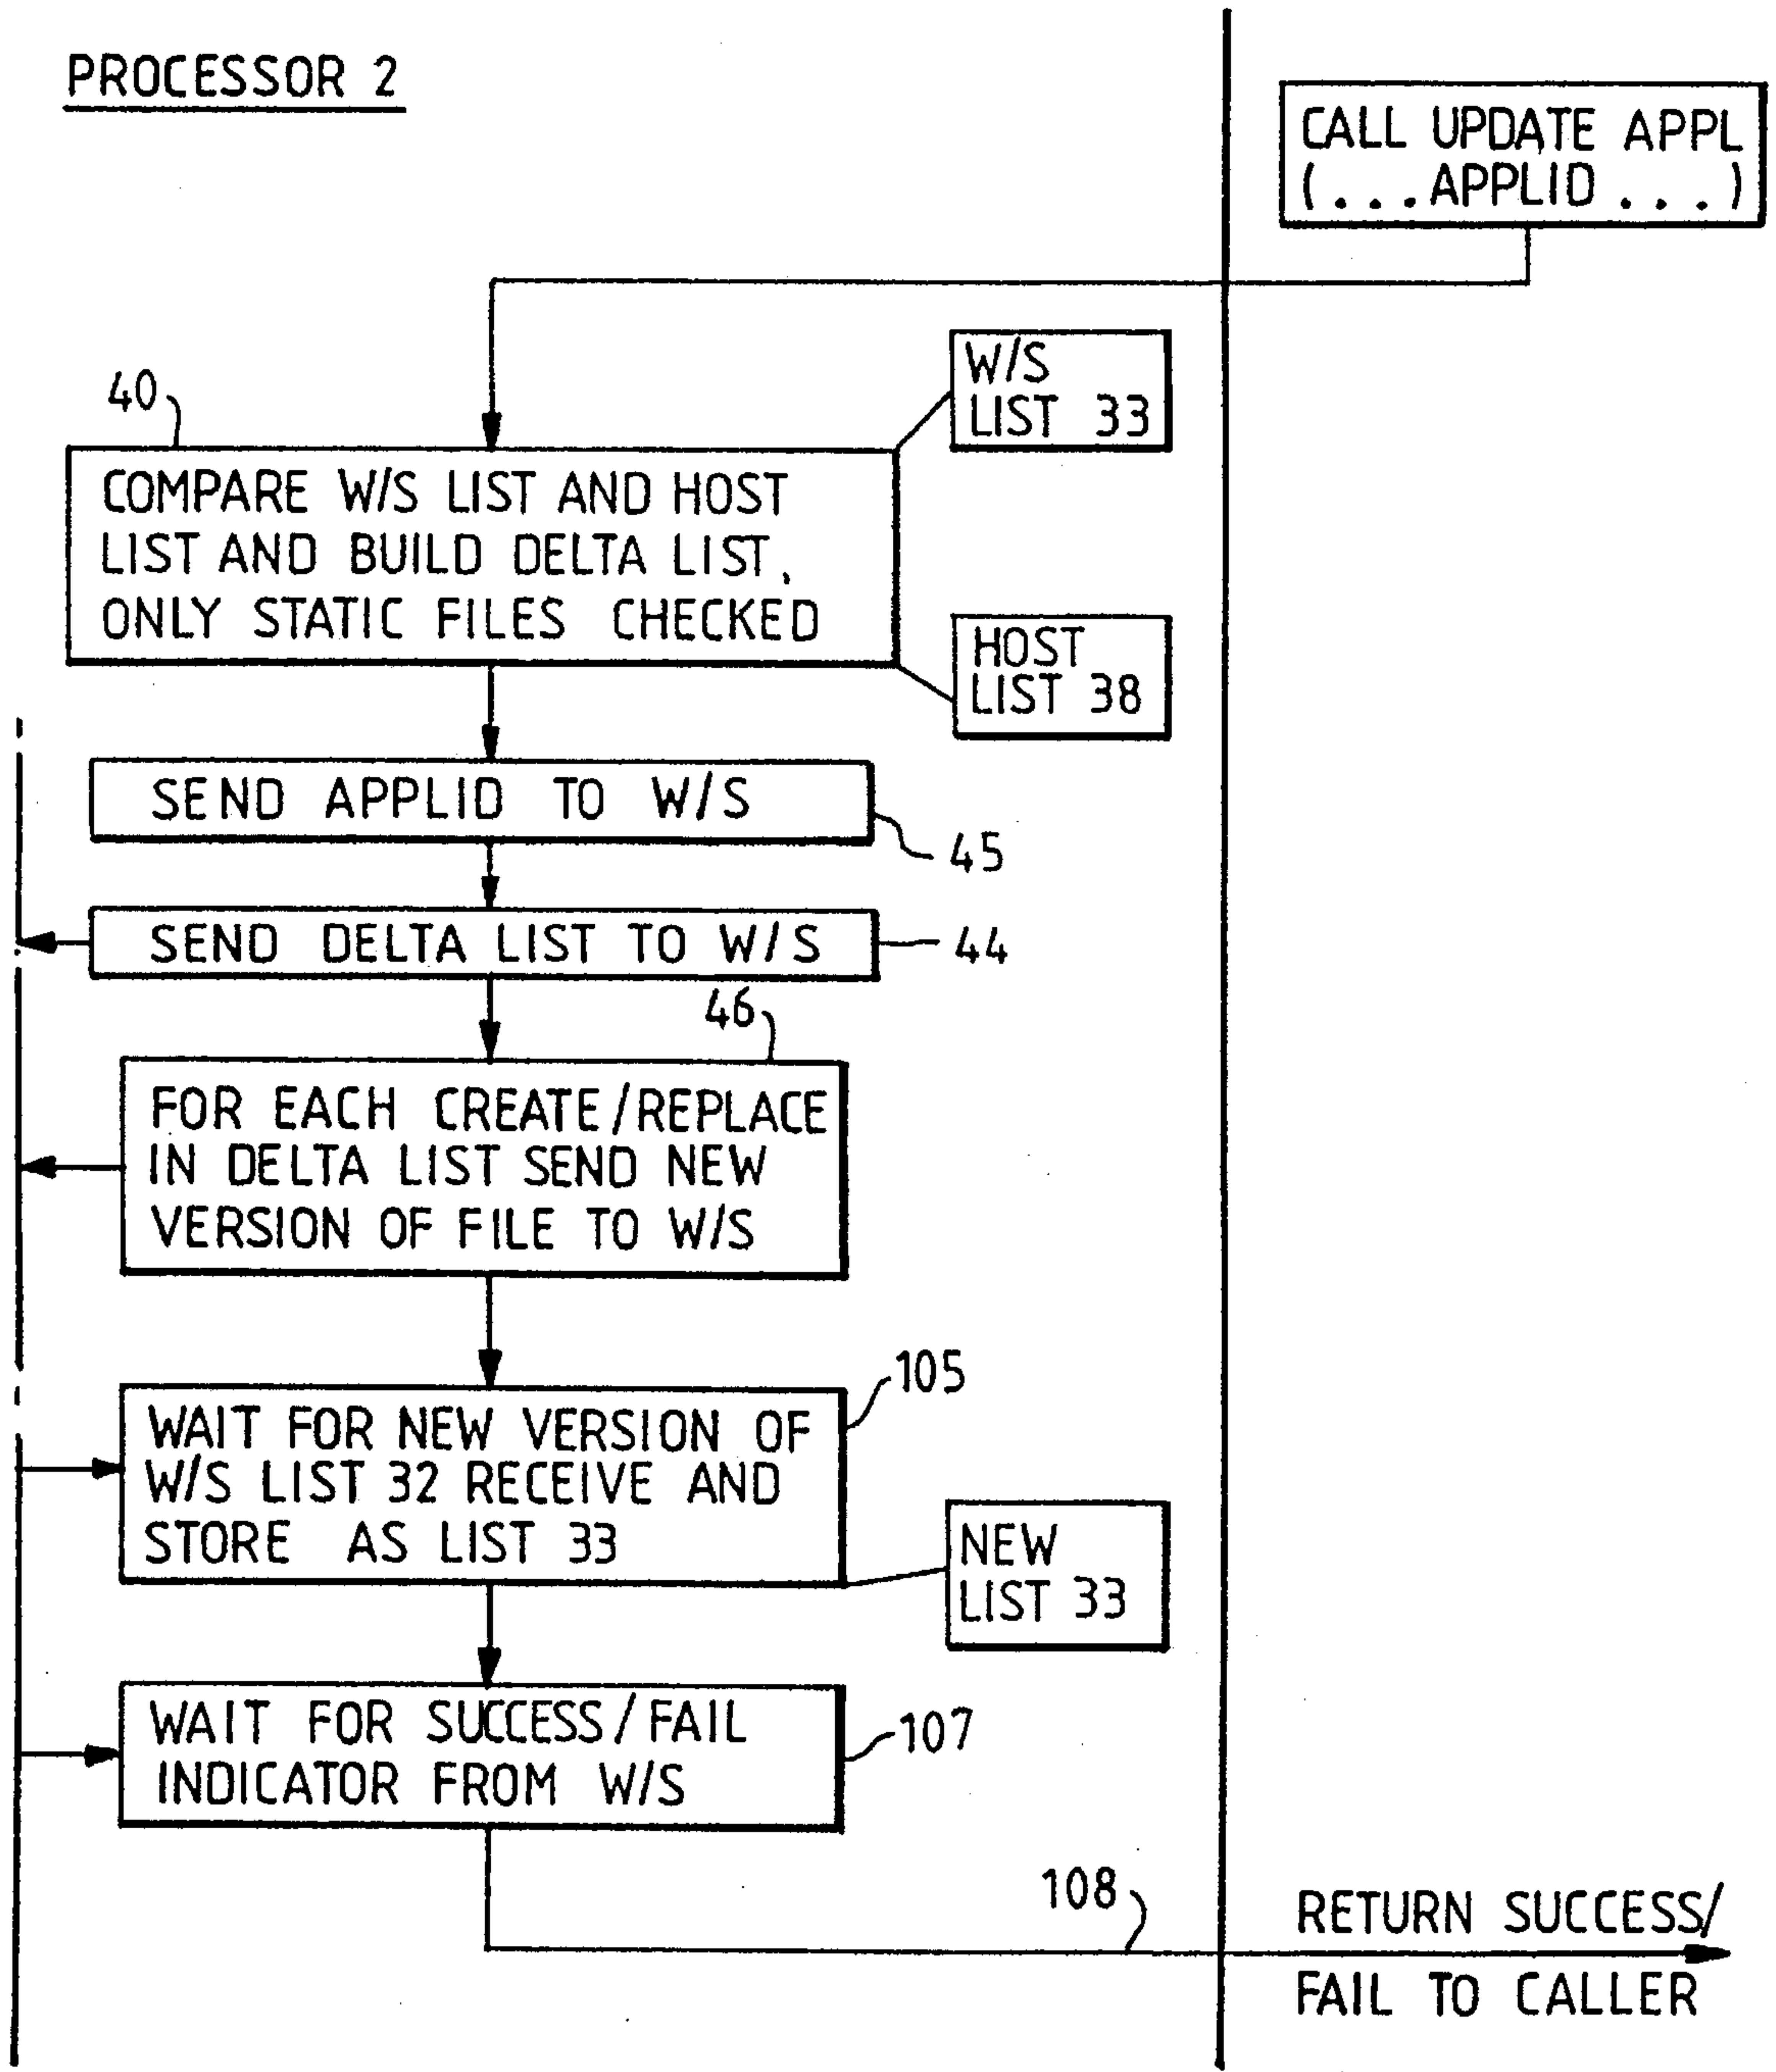 PROCESSOR 2
CALL UPDATE APPL
(...APPLID ...)
W/S
LIST 33
40
COMPARE W/S LIST AND HOST
LIST AND BUILD DELTA LIST,
ONLY STATIC FILES CHECKED
HOST
LIST 38
SEND APPLID TO W/S
45
SEND DELTA LIST TO W/S
44
46
FOR EACH CREATE/REPLACE
IN DELTA LIST SEND NEW
VERSION OF FILE TO W/S
105
WAIT FOR NEW VERSION OF
W/S LIST 32 RECEIVE AND
STORE AS LIST 33
NEW
LIST 33
WAIT FOR SUCCESS/FAIL
INDICATOR FROM W/S
107
108
RETURN SUCCESS/
FAIL TO CALLER